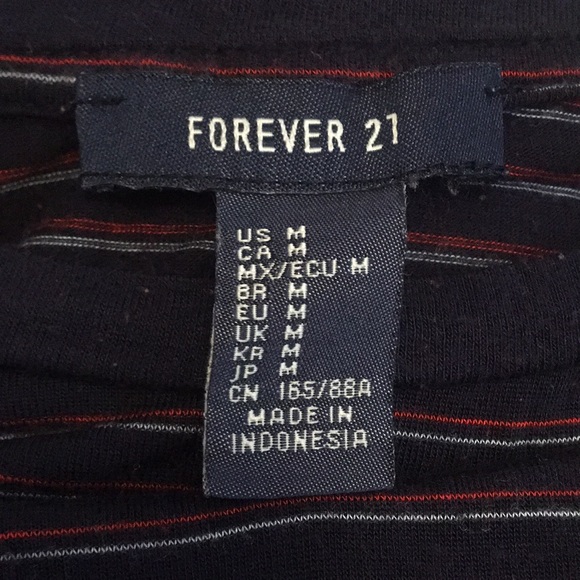 FOREVER 21
US M
CA M
MX/ECU M
BR M
EU M
UK M
KR M
JP M
CN 165/88A
MADE IN
INDONESIA